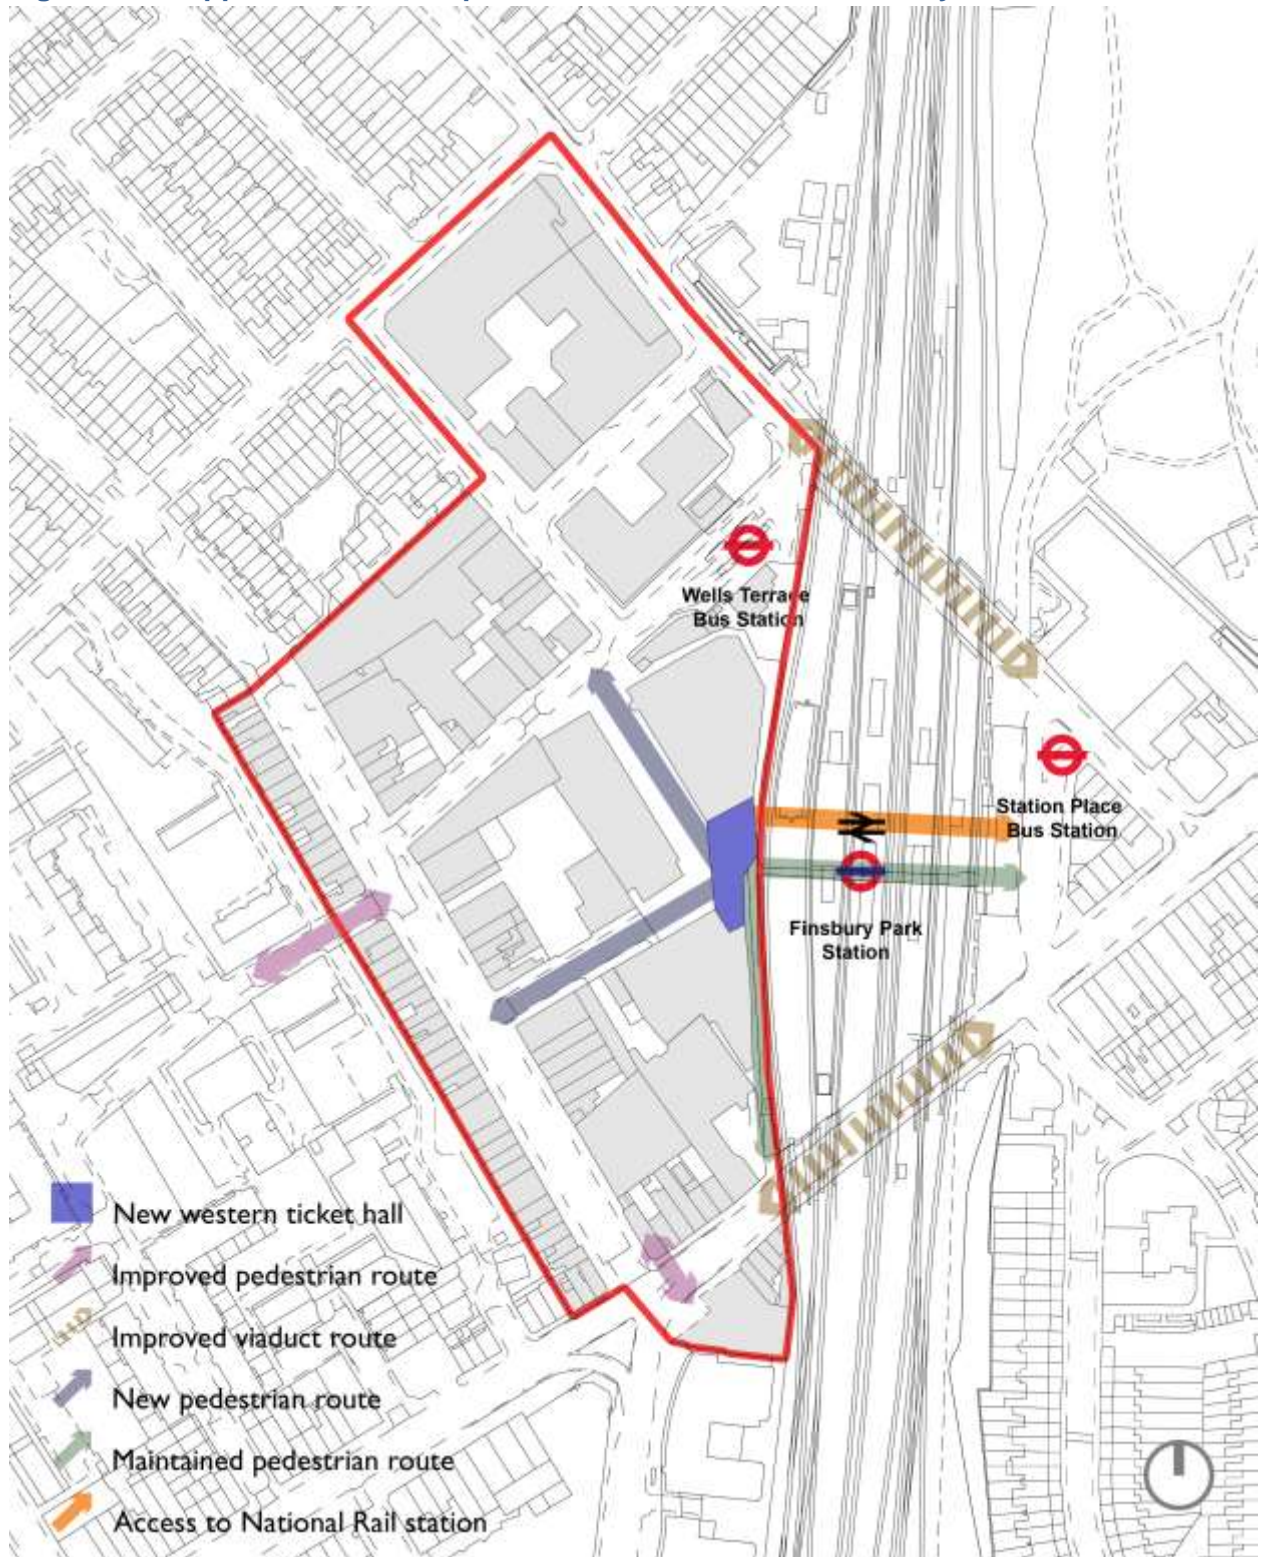 Wells Terrace
Bus Station
Station Place
Bus Station
Finsbury Park
Station
New western ticket hall
Improved pedestrian route
Improved viaduct route
New pedestrian route
Maintained pedestrian route
Access to National Rail station